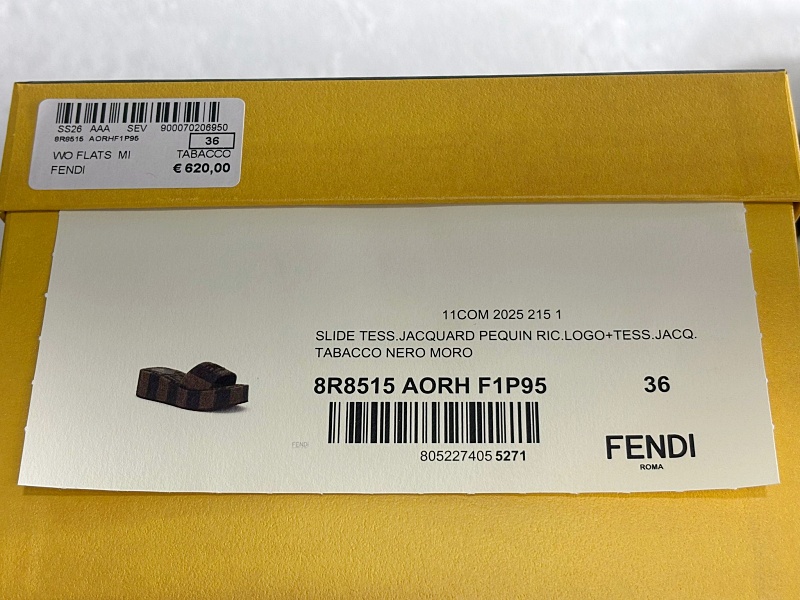 SS26 AAA SEV 900070206950
8R8515 AORHF1P95
36
WO FLATS MI TABACCO
FENDI € 620,00
11COM 2025 215 1
SLIDE TESS.JACQUARD PEQUIN RIC.LOGO+TESS.JACQ.
TABACCO NERO MORO
8R8515 AORH F1P95 36
FENDI
805227405 5271
FENDI
ROMA